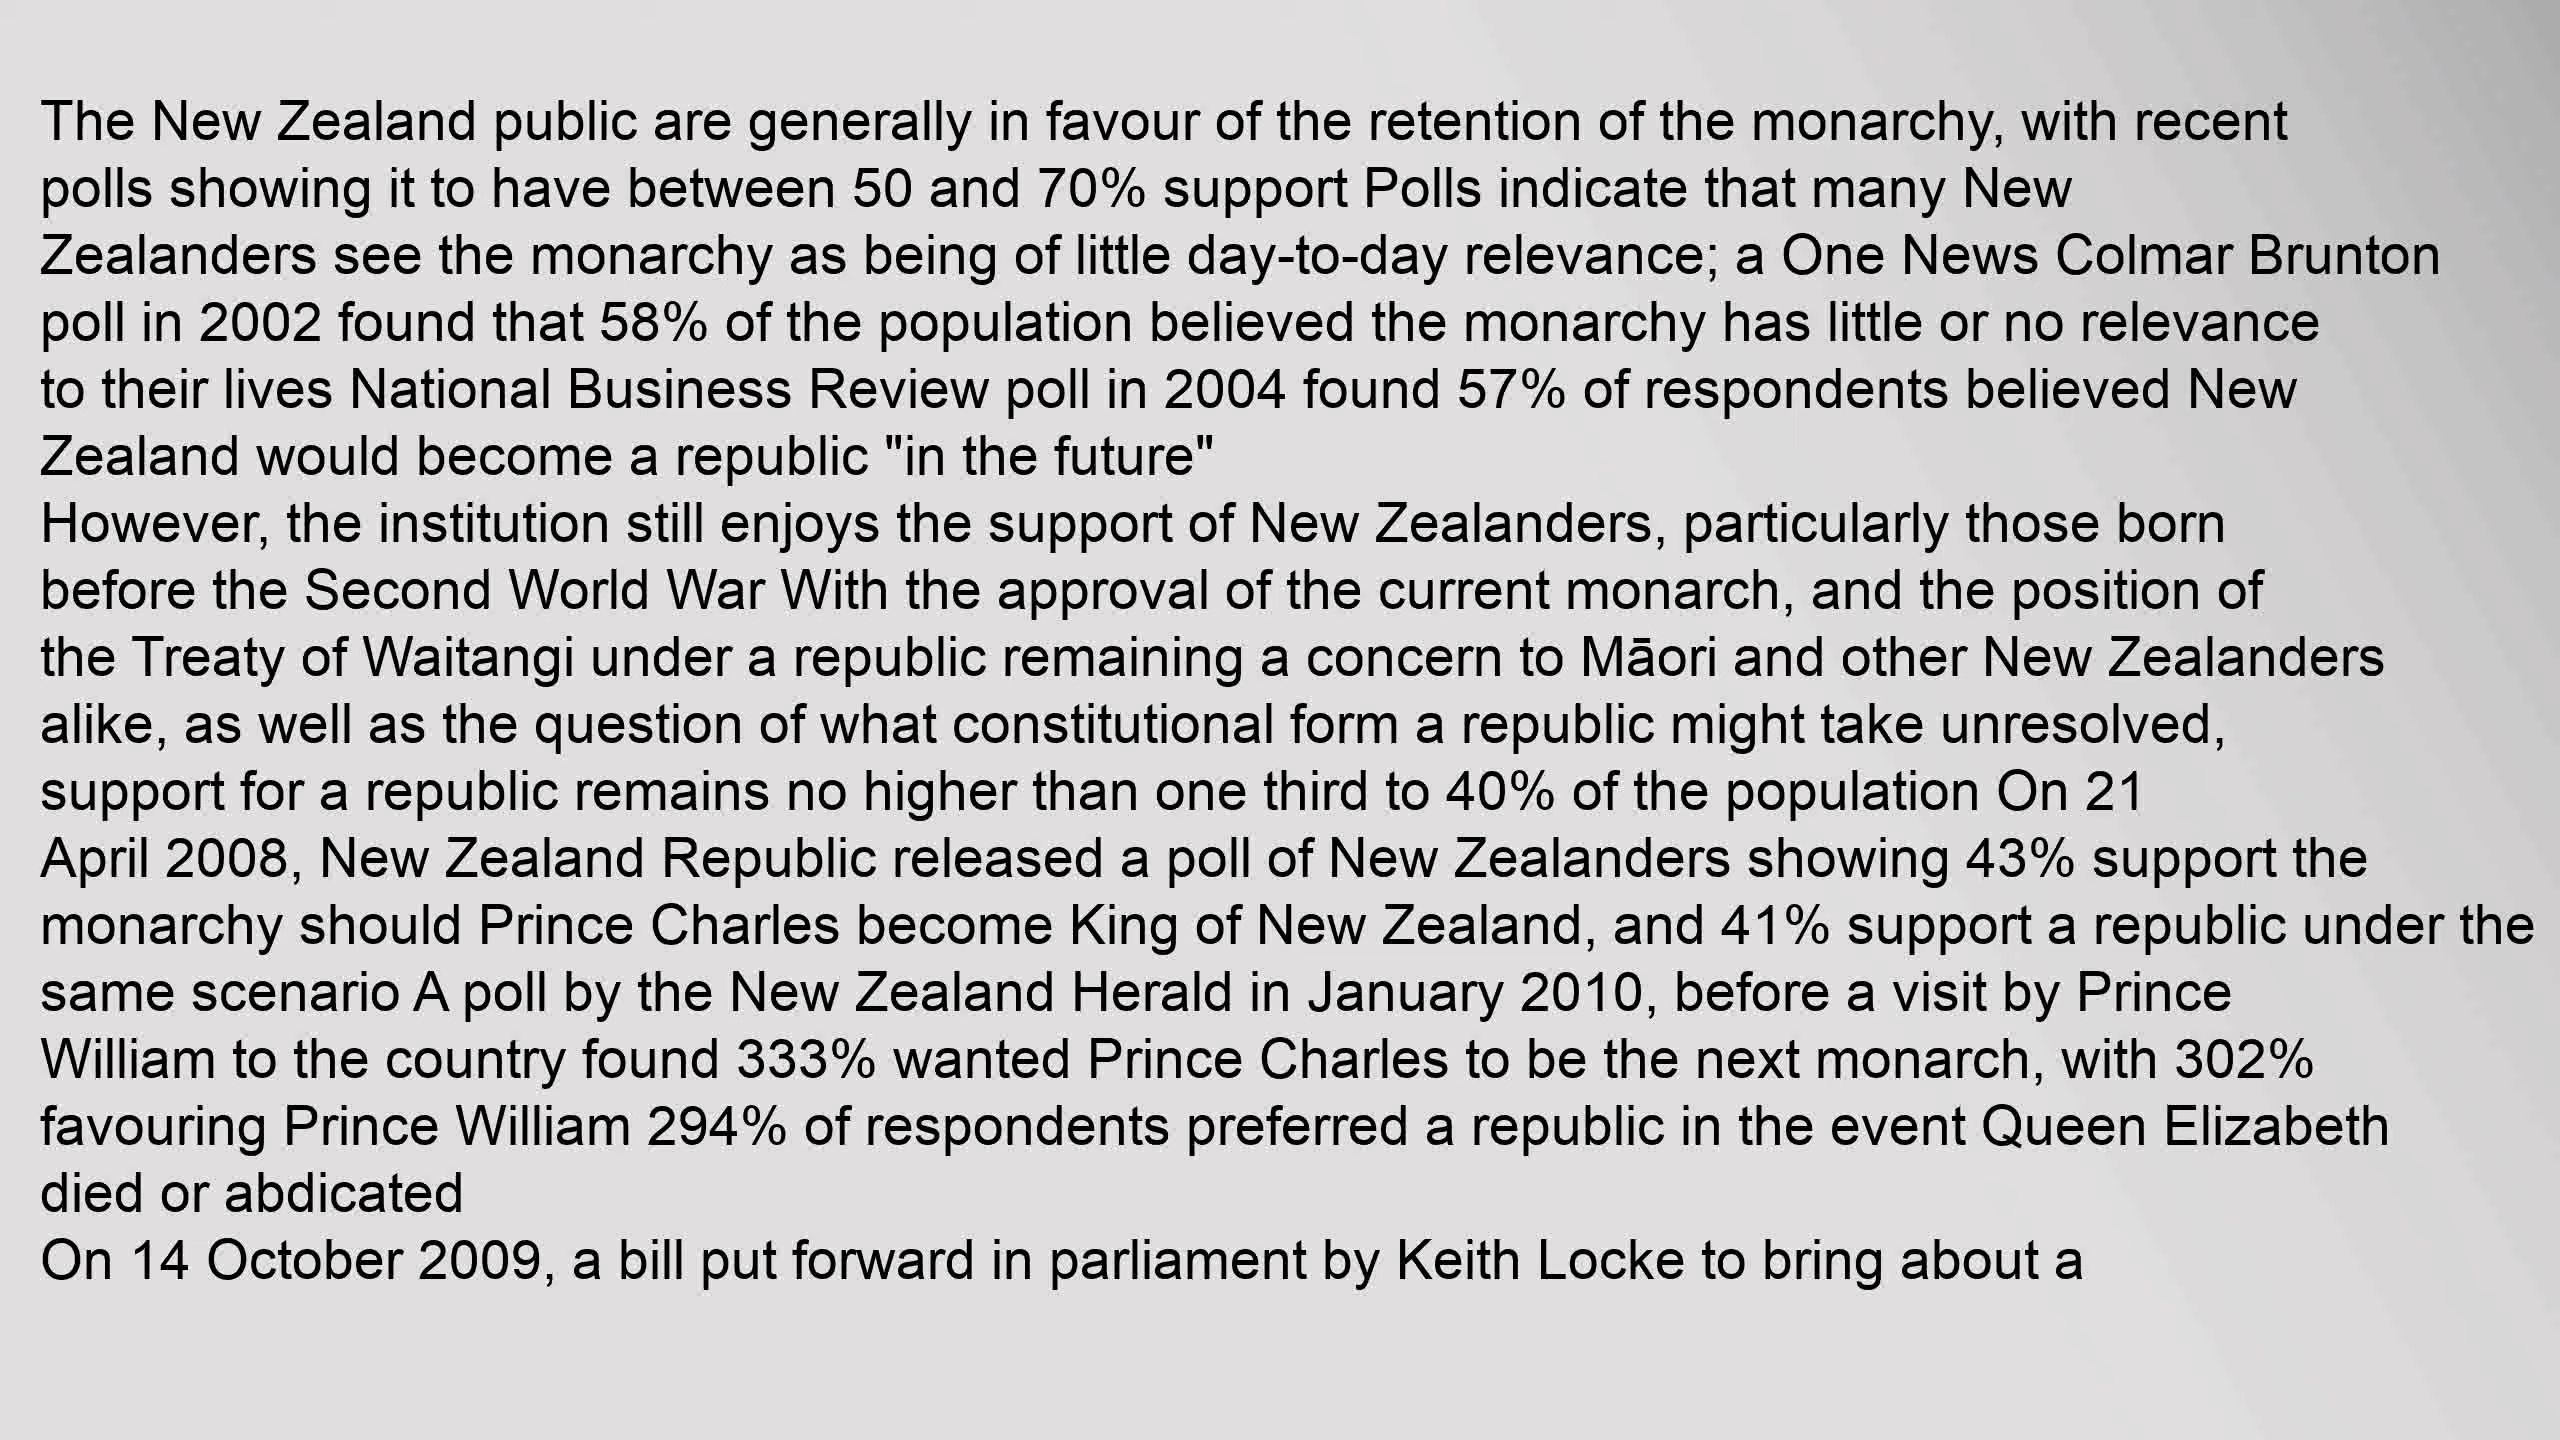 The New Zealand public are generally in favour of the retention of the monarchy, with recent
polls showing it to have between 50 and 70% support Polls indicate that many New
Zealanders see the monarchy as being of little day-to-day relevance; a One News Colmar Brunton
poll in 2002 found that 58% of the population believed the monarchy has little or no relevance
to their lives National Business Review poll in 2004 found 57% of respondents believed New
Zealand would become a republic "in the future"
However, the institution still enjoys the support of New Zealanders, particularly those born
before the Second World War With the approval of the current monarch, and the position of
the Treaty of Waitangi under a republic remaining a concern to Māori and other New Zealanders
alike, as well as the question of what constitutional form a republic might take unresolved,
support for a republic remains no higher than one third to 40% of the population On 21
April 2008, New Zealand Republic released a poll of New Zealanders showing 43% support the
monarchy should Prince Charles become King of New Zealand, and 41% support a republic under the
same scenario A poll by the New Zealand Herald in January 2010, before a visit by Prince
William to the country found 333% wanted Prince Charles to be the next monarch, with 302%
favouring Prince William 294% of respondents preferred a republic in the event Queen Elizabeth
died or abdicated
On 14 October 2009, a bill put forward in parliament by Keith Locke to bring about a